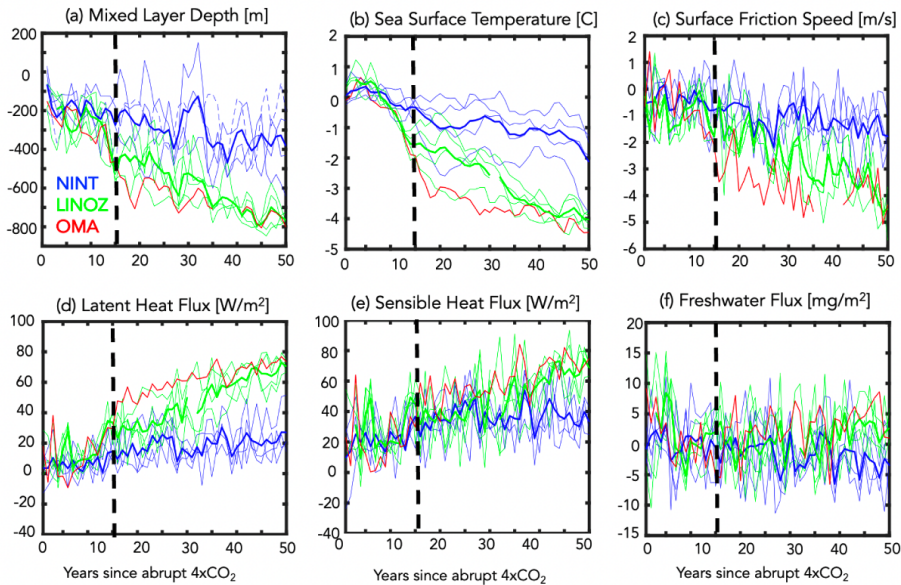 (a) Mixed Layer Depth [m]
(b) Sea Surface Temperature [C]
(c) Surface Friction Speed [m/s]
200
0
-200
-400
-600
-800
NINT
LINOZ
OMA
0 10 20 30 40 50
2
1
0
-1
-2
-3
-4
-5
0 10 20 30 40 50
2
1
0
-1
-2
-3
-4
-5
-6
0 10 20 30 40 50
(d) Latent Heat Flux [W/m²]
(e) Sensible Heat Flux [W/m²]
(f) Freshwater Flux [mg/m²]
100
80
60
40
20
0
-20
-40
0 10 20 30 40 50
Years since abrupt 4xCO₂
100
80
60
40
20
0
-20
-40
0 10 20 30 40 50
Years since abrupt 4xCO₂
20
15
10
5
0
-5
-10
-15
0 10 20 30 40 50
Years since abrupt 4xCO₂